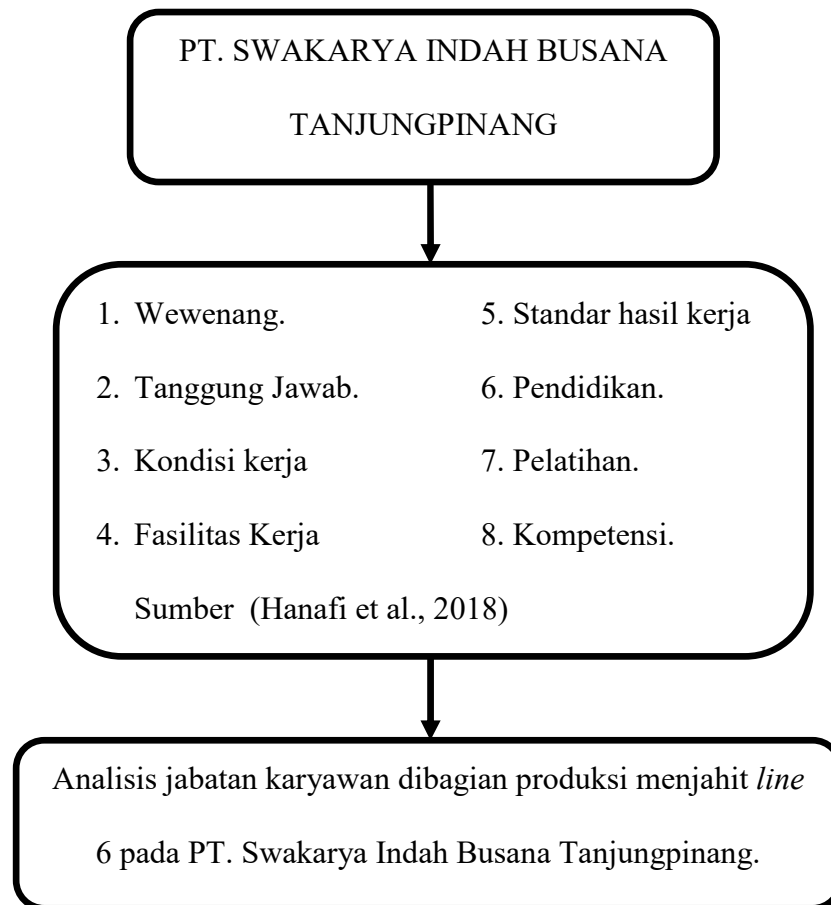 PT. SWAKARYA INDAH BUSANA
TANJUNGPINANG
1. Wewenang.
2. Tanggung Jawab.
3. Kondisi kerja
4. Fasilitas Kerja
5. Standar hasil kerja
6. Pendidikan.
7. Pelatihan.
8. Kompetensi.
Sumber (Hanafi et al., 2018)
Analisis jabatan karyawan dibagian produksi menjahit line
6 pada PT. Swakarya Indah Busana Tanjungpinang.